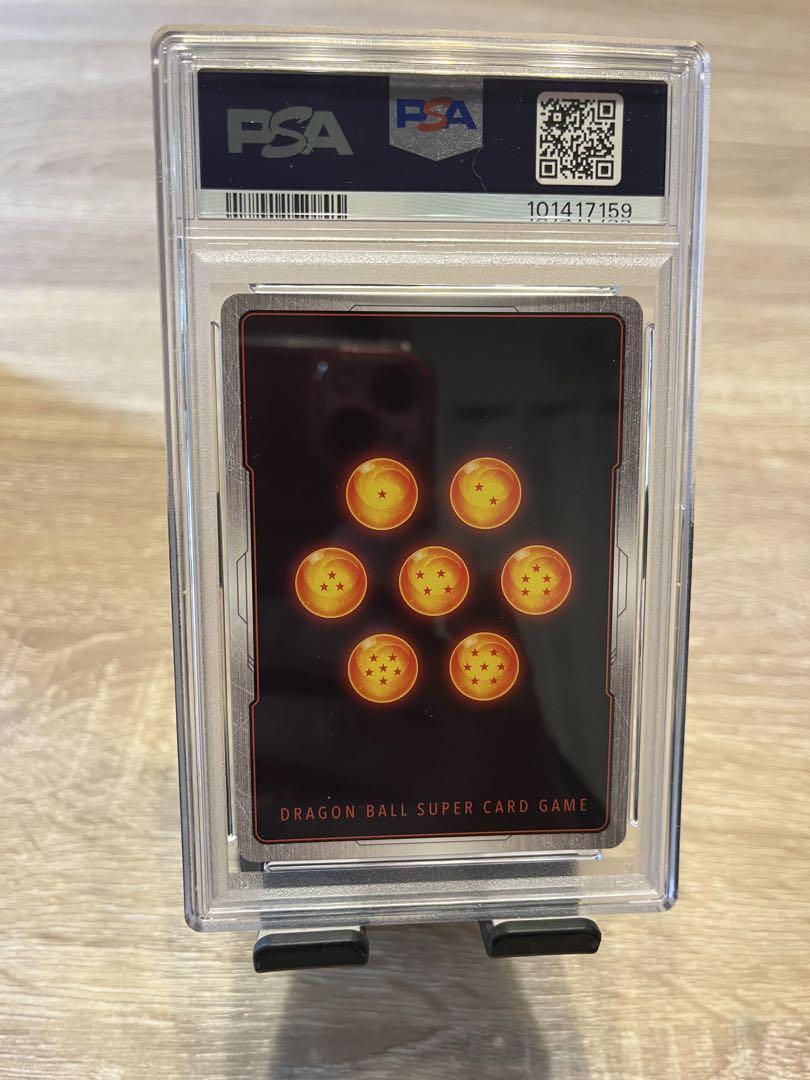 PSA
PSA
101417159
DRAGON BALL SUPER CARD GAME